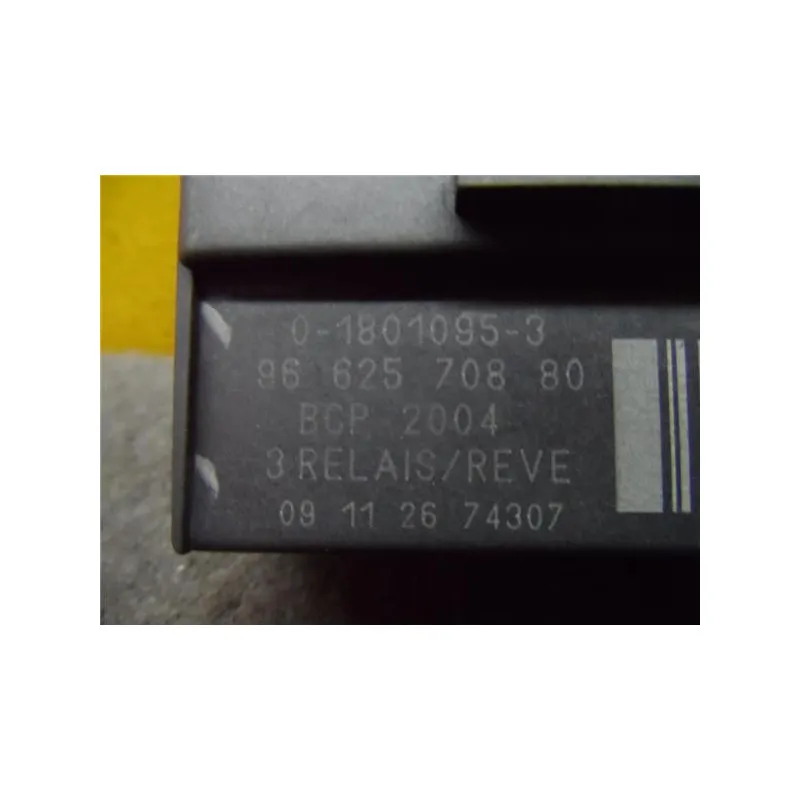 0-1801095-3
96 625 708 80
BCP 2004
3 RELAIS/REVE
09 11 26 74307